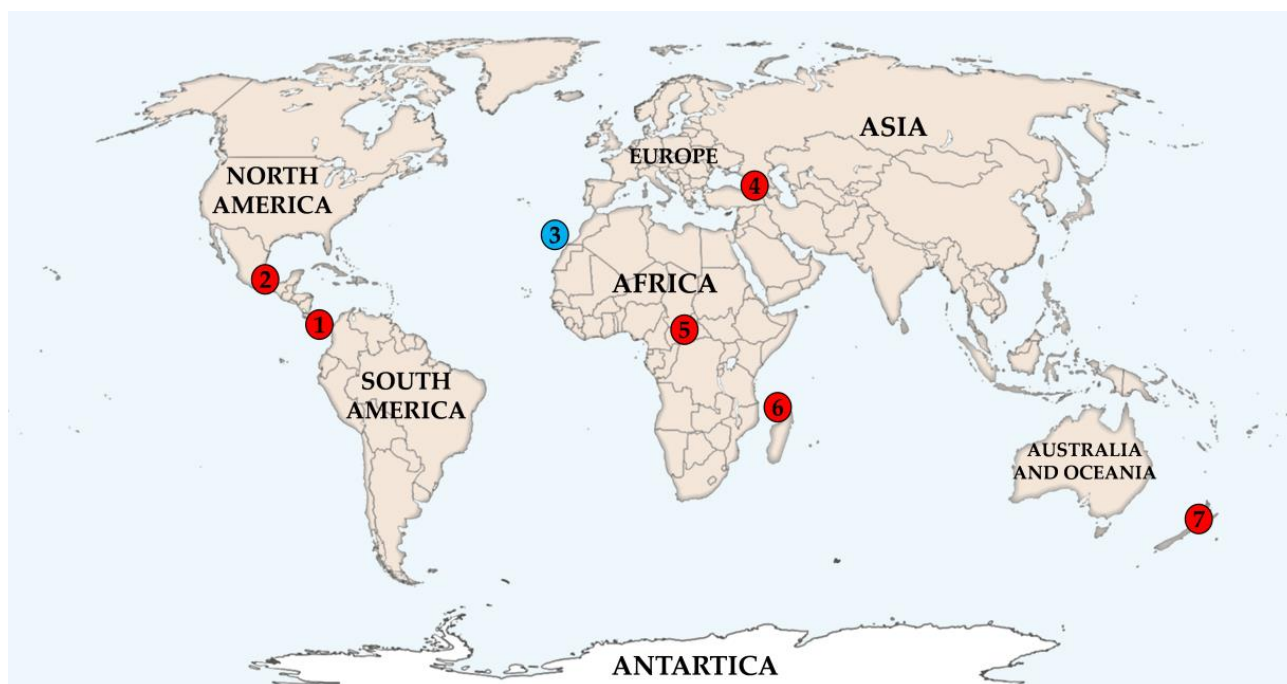 ASIA
EUROPE
NORTH
AMERICA
4
3
2
AFRICA
1
5
SOUTH
AMERICA
6
AUSTRALIA
AND OCEANIA
7
ANTARTICA